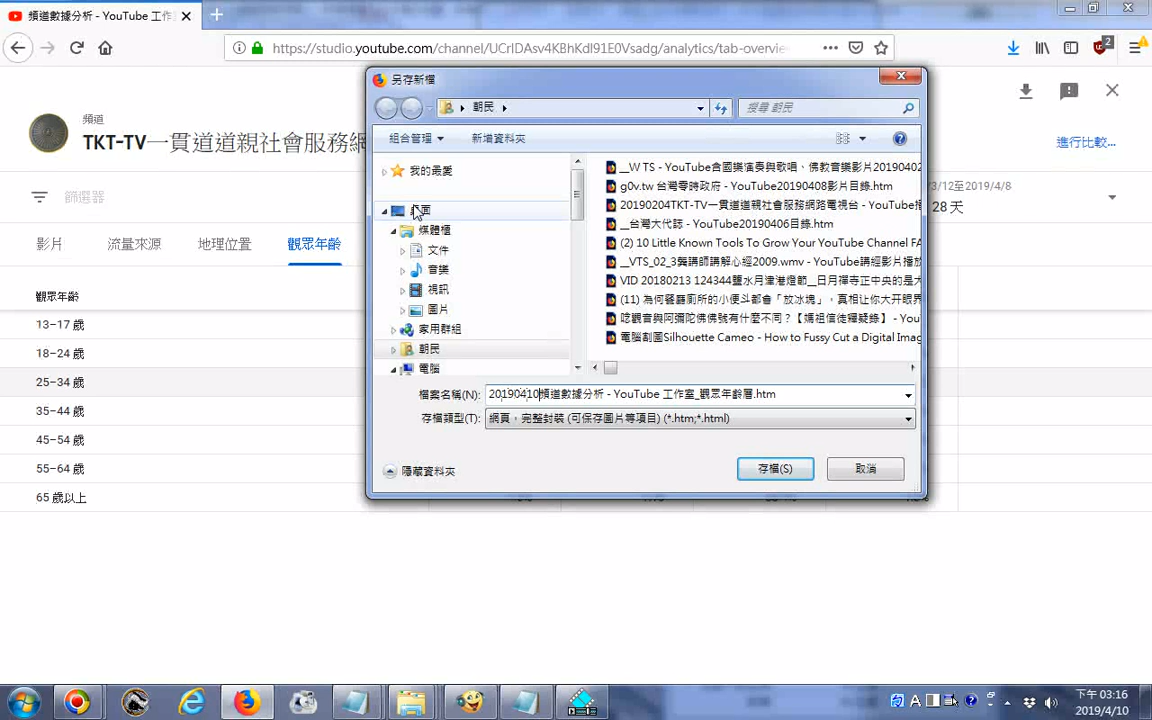 頻道數據分析 - YouTube 工作
https://studio.youtube.com/channel/UCrIDAsv4KBhKdI91E0Vsadg/analytics/tab-overvie
2
頻道
TKT-TV一貫道道親社會服務網
進行比較...
篩選器
3/12至2019/4/8
28 天
影片
流量來源
地理位置
觀眾年齡
觀眾年齡
13–17 歲
18–24 歲
25–34 歲
35–44 歲
45–54 歲
55–64 歲
65 歲以上
另存新檔
朝民
搜尋 朝民
組合管理
新增資料夾
我的最愛
桌面
媒體櫃
文件
音樂
視訊
圖片
家用群組
朝民
電腦
__W TS - YouTube含國樂演奏與歌唱、佛教音樂影片20190402
g0v.tw 台灣零時政府 - YouTube20190408影片目錄.htm
20190204TKT-TV一貫道道親社會服務網路電視台 - YouTube播
__台灣大代誌 - YouTube20190406目錄.htm
(2) 10 Little Known Tools To Grow Your YouTube Channel FA
__VTS_02_3龔講師講解心經2009.wmv - YouTube講經影片播放
VID 20180213 124344鹽水月津港燈節__日月禪寺正中央的是大
(11) 為何餐廳廁所的小便斗都會「放冰塊」，真相让你大开眼界
唸觀音與阿彌陀佛佛號有什麼不同？【媽祖信徒釋疑錄】 - You
電腦割圖Silhouette Cameo - How to Fussy Cut a Digital Imag
檔案名稱(N):
20190410頻道數據分析 - YouTube 工作室_觀眾年齡層.htm
存檔類型(T):
網頁，完整封裝 (可保存圖片等項目) (*.htm;*.html)
隱藏資料夾
存檔(S)
取消
A
下午 03:16
2019/4/10